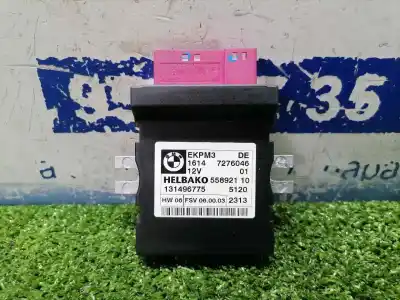 EKPM3 DE
1614 7276046
12V 01
HELBAKO 558921 10
131496775 5120
HW 06 FSV 06.00.03 2313